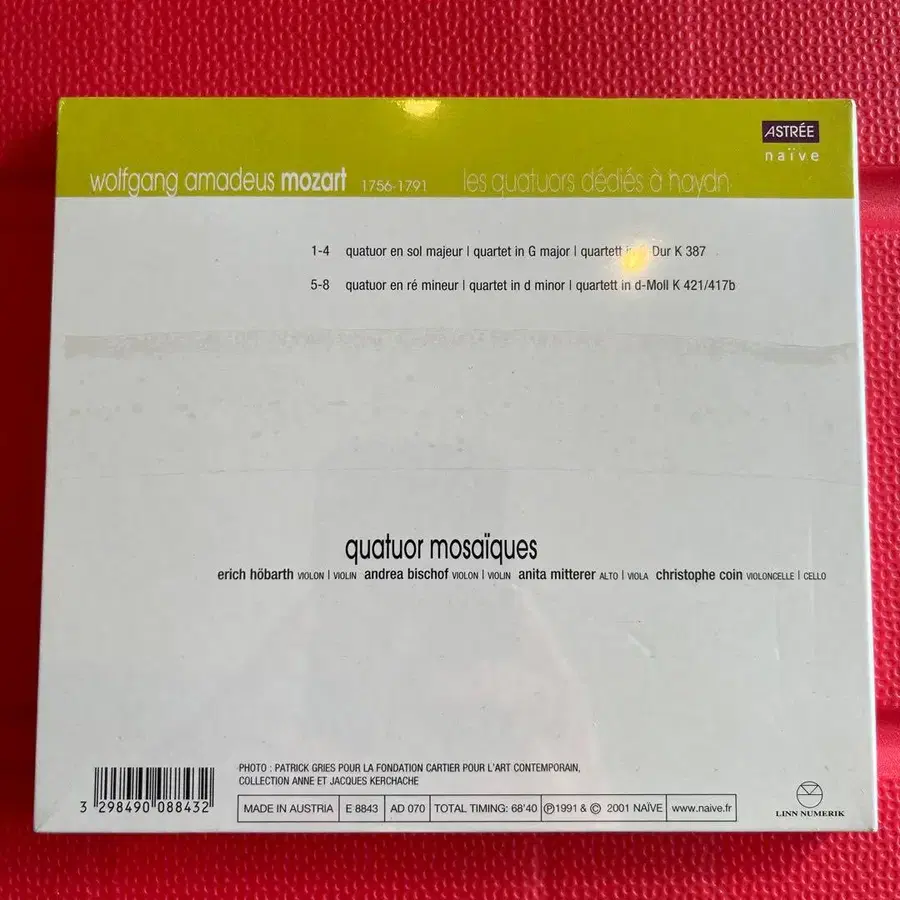 ASTRÉE
naïve
wolfgang amadeus mozart 1756-1791 les quatuors dédiés à haydn
1-4 quatuor en sol majeur | quartet in G major | quartett Dur K 387
5-8 quatuor en ré mineur | quartet in d minor | quartett in d-Moll K 421/417b
quatuor mosaïques
erich höbarth VIOLON | VIOLIN andrea bischof VIOLON | VIOLIN anita mitterer ALTO | VIOLA christophe coin VIOLONCELLE | CELLO
PHOTO : PATRICK GRIES POUR LA FONDATION CARTIER POUR L'ART CONTEMPORAIN,
COLLECTION ANNE ET JACQUES KERCHACHE
3 298490 088432
MADE IN AUSTRIA E 8843 AD 070 TOTAL TIMING: 68'40 ℗1991 & © 2001 NAÏVE www.naive.fr
LINN NUMERIK